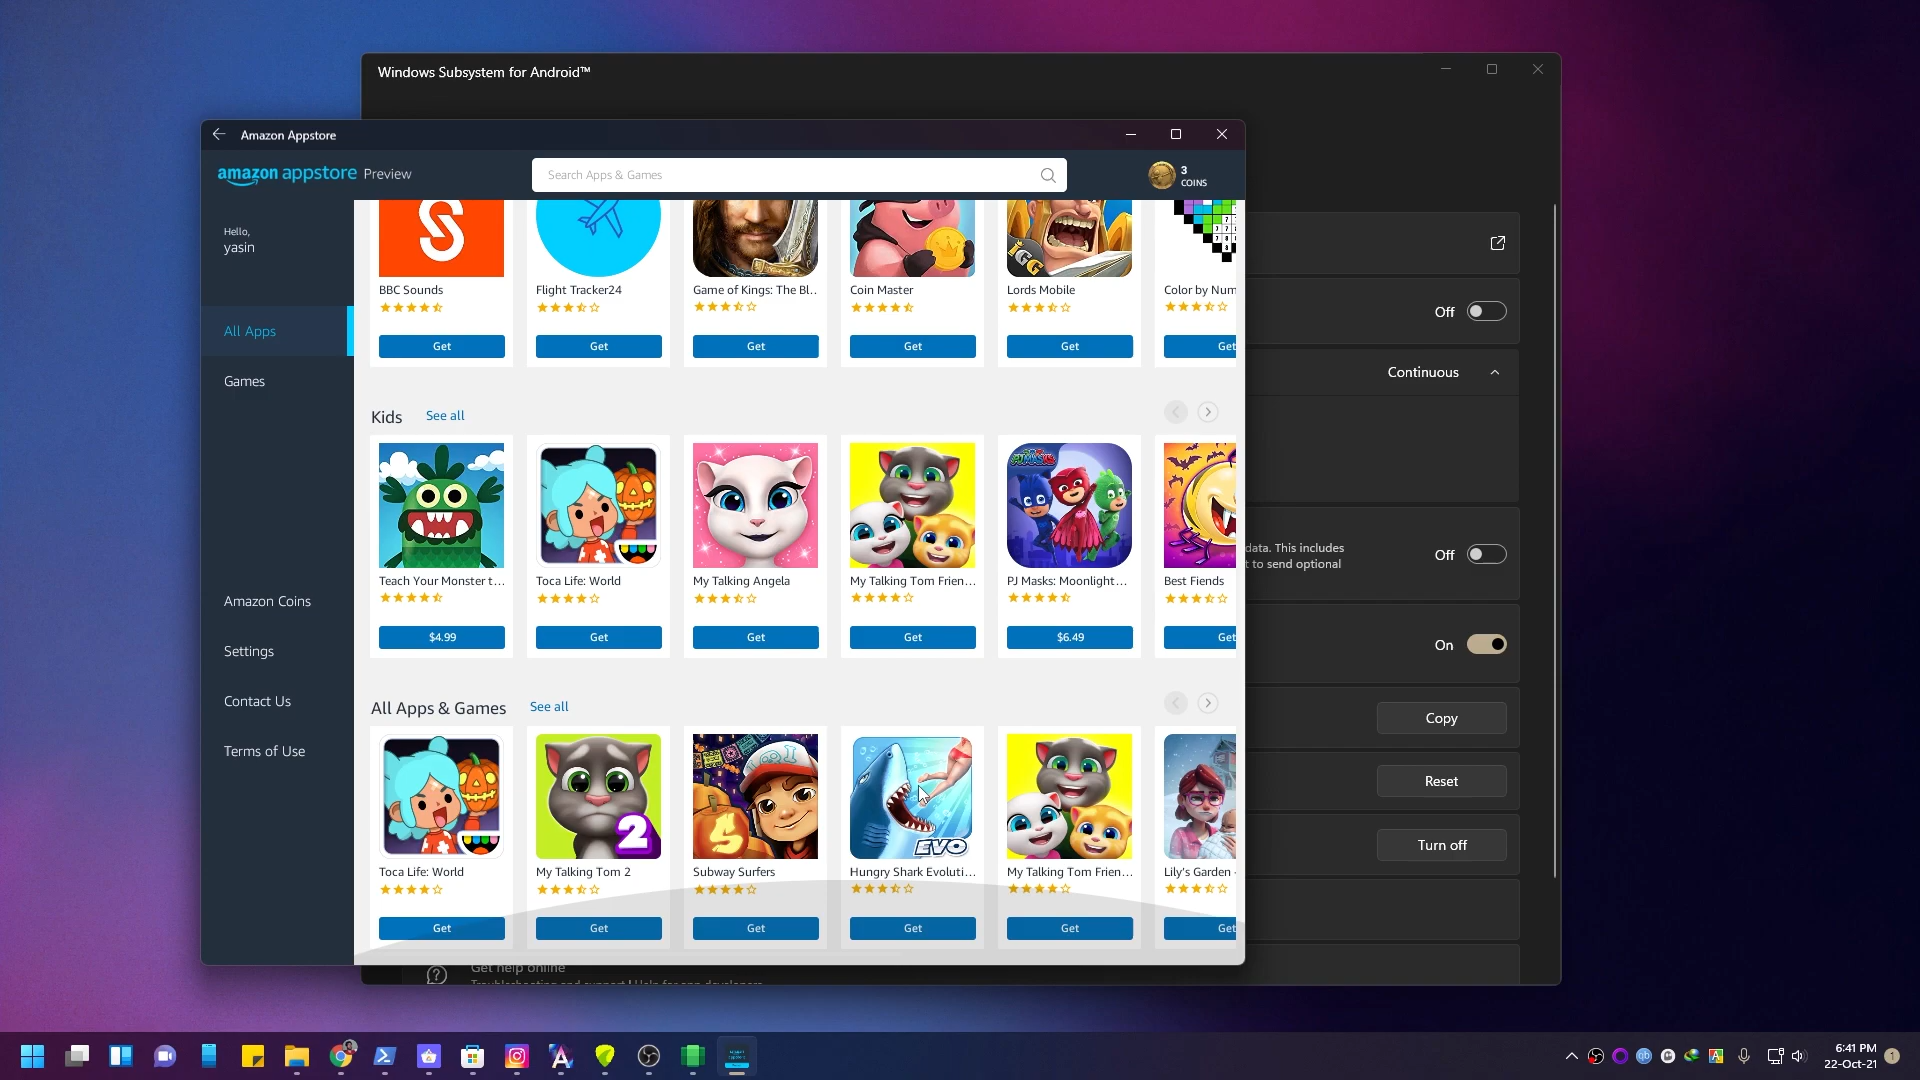 Windows Subsystem for Android™
Amazon Appstore
amazon appstore Preview
Search Apps & Games
3
COINS
Hello,
yasin
All Apps
Games
Amazon Coins
Settings
Contact Us
Terms of Use
BBC Sounds
Flight Tracker24
Game of Kings: The Bl...
Coin Master
Lords Mobile
Color by Num
IGG
Get
Get
Get
Get
Get
Get
Kids
See all
PJ MASKS
Teach Your Monster t...
Toca Life: World
My Talking Angela
My Talking Tom Frien...
PJ Masks: Moonlight...
Best Fiends
$4.99
Get
Get
Get
$6.49
Get
All Apps & Games
See all
2
S
EVO
Toca Life: World
My Talking Tom 2
Subway Surfers
Hungry Shark Evoluti...
My Talking Tom Frien...
Lily's Garden
Get
Get
Get
Get
Get
Get
Off
Continuous
data. This includes
t to send optional
Off
On
Copy
Reset
Turn off
Get help online
6:41 PM
22-Oct-21
1